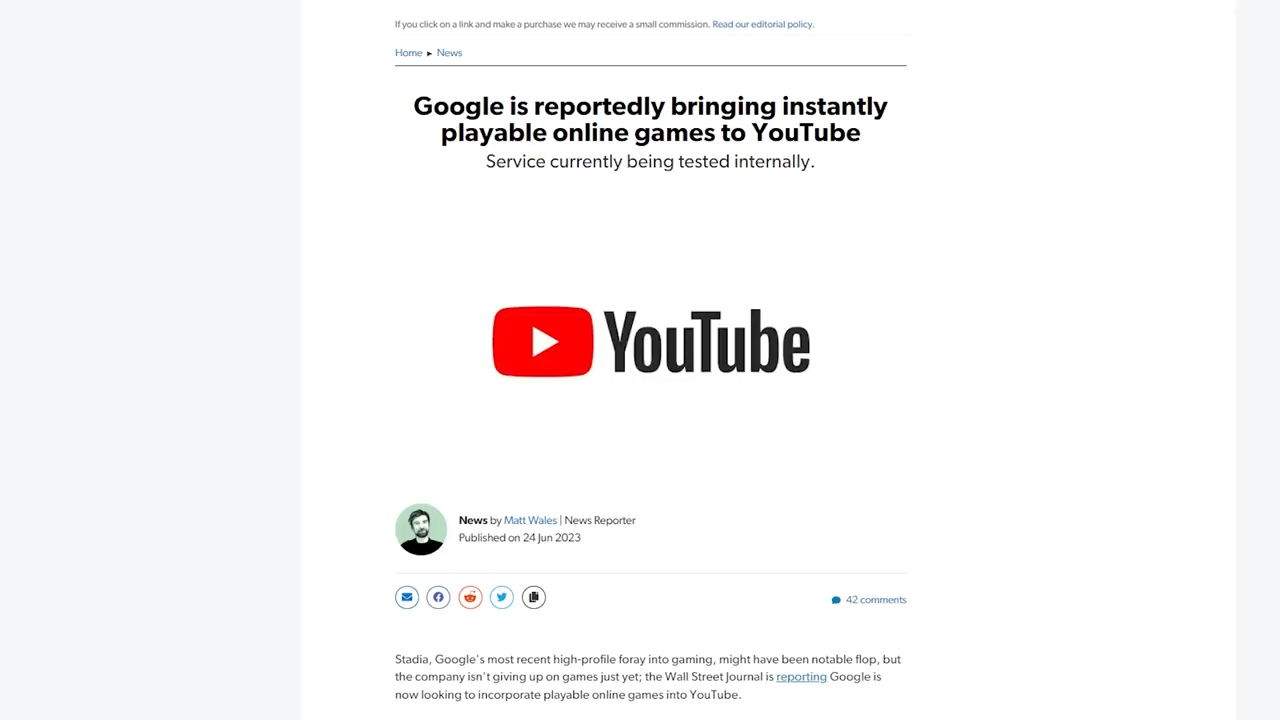 If you click on a link and make a purchase we may receive a small commission. Read our editorial policy.
Home ▸ News
Google is reportedly bringing instantly
playable online games to YouTube
Service currently being tested internally.
YouTube
News by Matt Wales | News Reporter
Published on 24 Jun 2023
42 comments
Stadia, Google's most recent high-profile foray into gaming, might have been notable flop, but
the company isn't giving up on games just yet; the Wall Street Journal is reporting Google is
now looking to incorporate playable online games into YouTube.